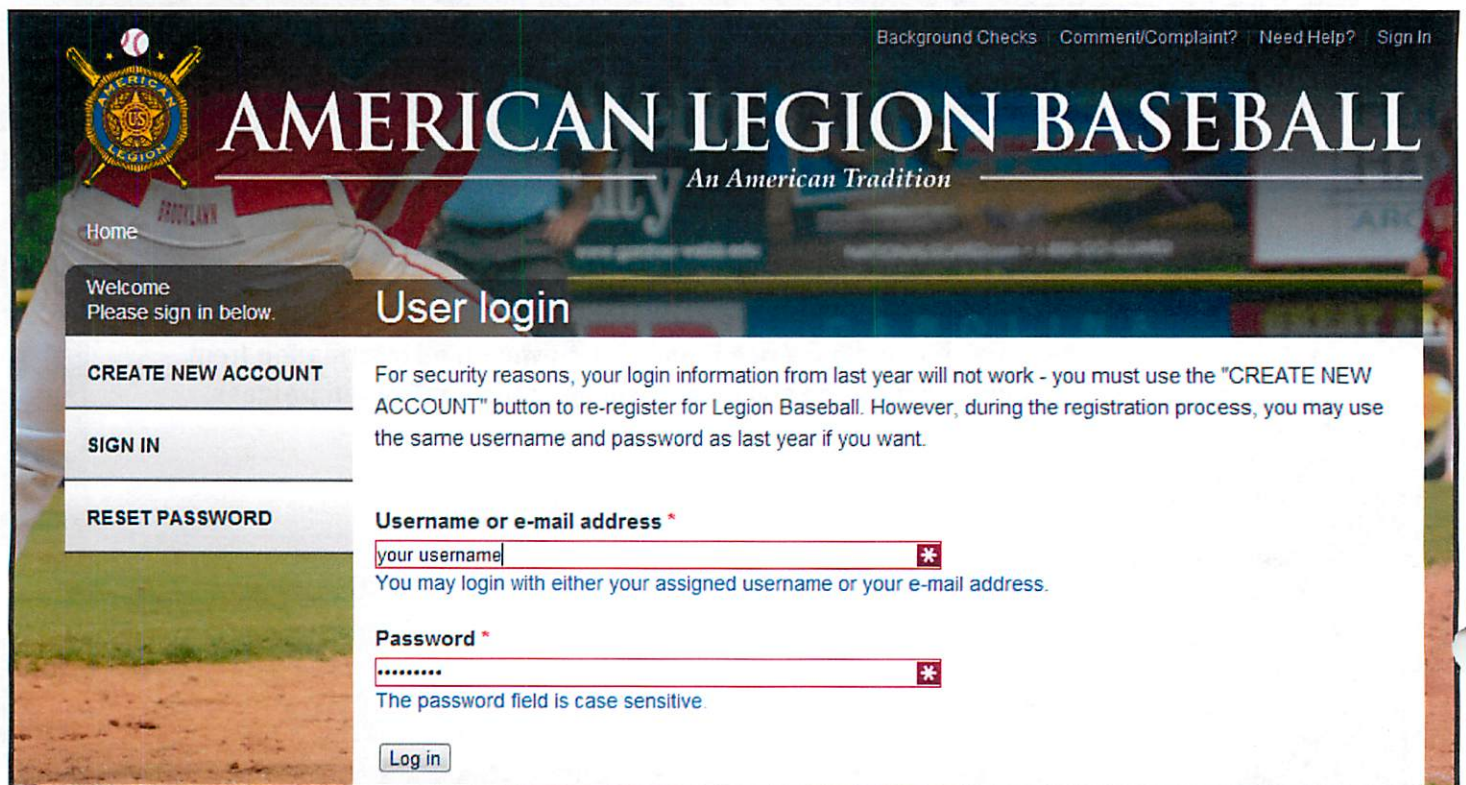 Background Checks Comment/Complaint? Need Help? Sign In
AMERICAN
US
LEGION
AMERICAN LEGION BASEBALL
An American Tradition
BROOKLAWN
Home
Welcome
Please sign in below.
User login
CREATE NEW ACCOUNT
SIGN IN
RESET PASSWORD
For security reasons, your login information from last year will not work - you must use the "CREATE NEW
ACCOUNT" button to re-register for Legion Baseball. However, during the registration process, you may use
the same username and password as last year if you want.
Username or e-mail address *
your username
You may login with either your assigned username or your e-mail address.
Password *
•••••••••
The password field is case sensitive.
Log in